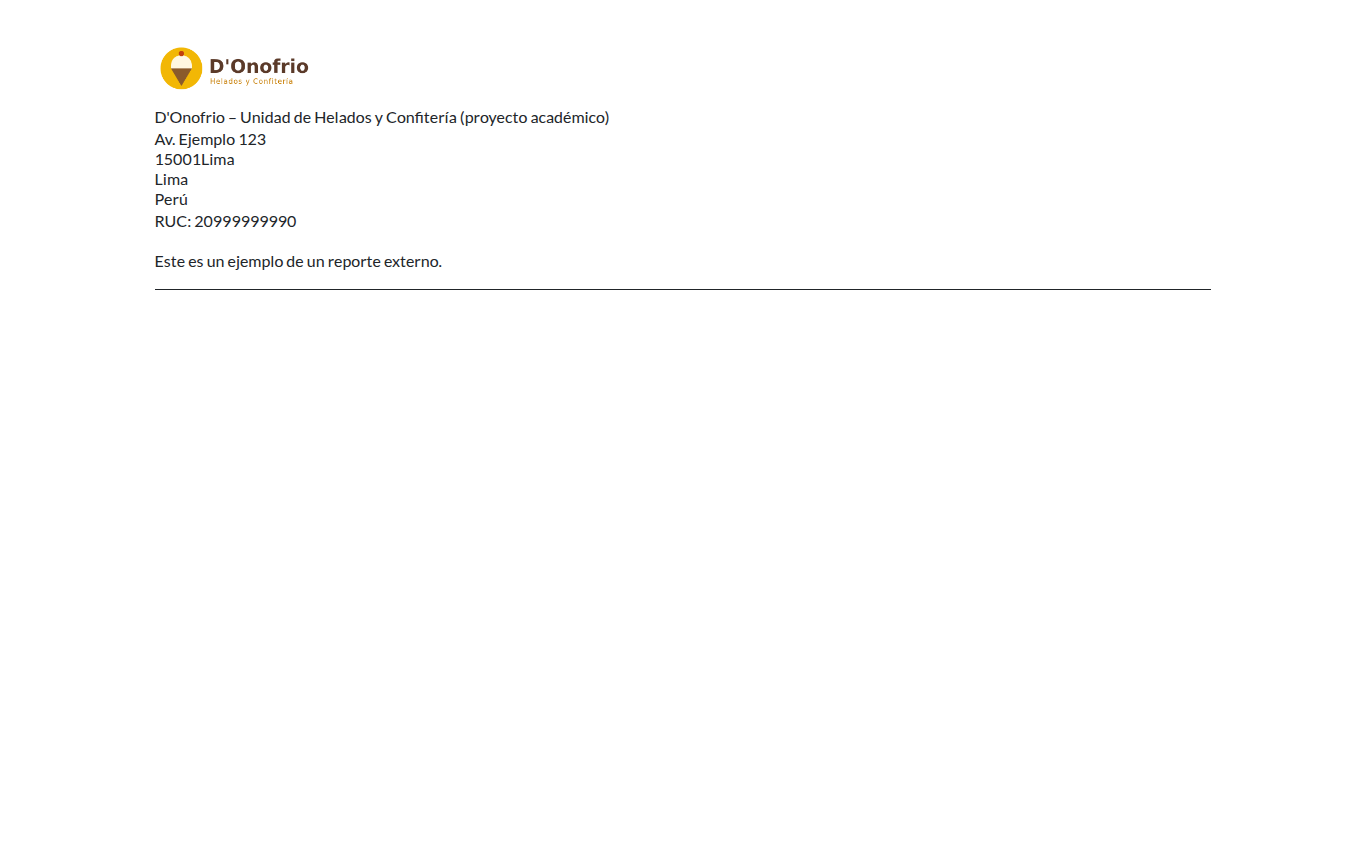 D'Onofrio
Helados y Confitería
D'Onofrio – Unidad de Helados y Confitería (proyecto académico)
Av. Ejemplo 123
15001Lima
Lima
Perú
RUC: 20999999990
Este es un ejemplo de un reporte externo.